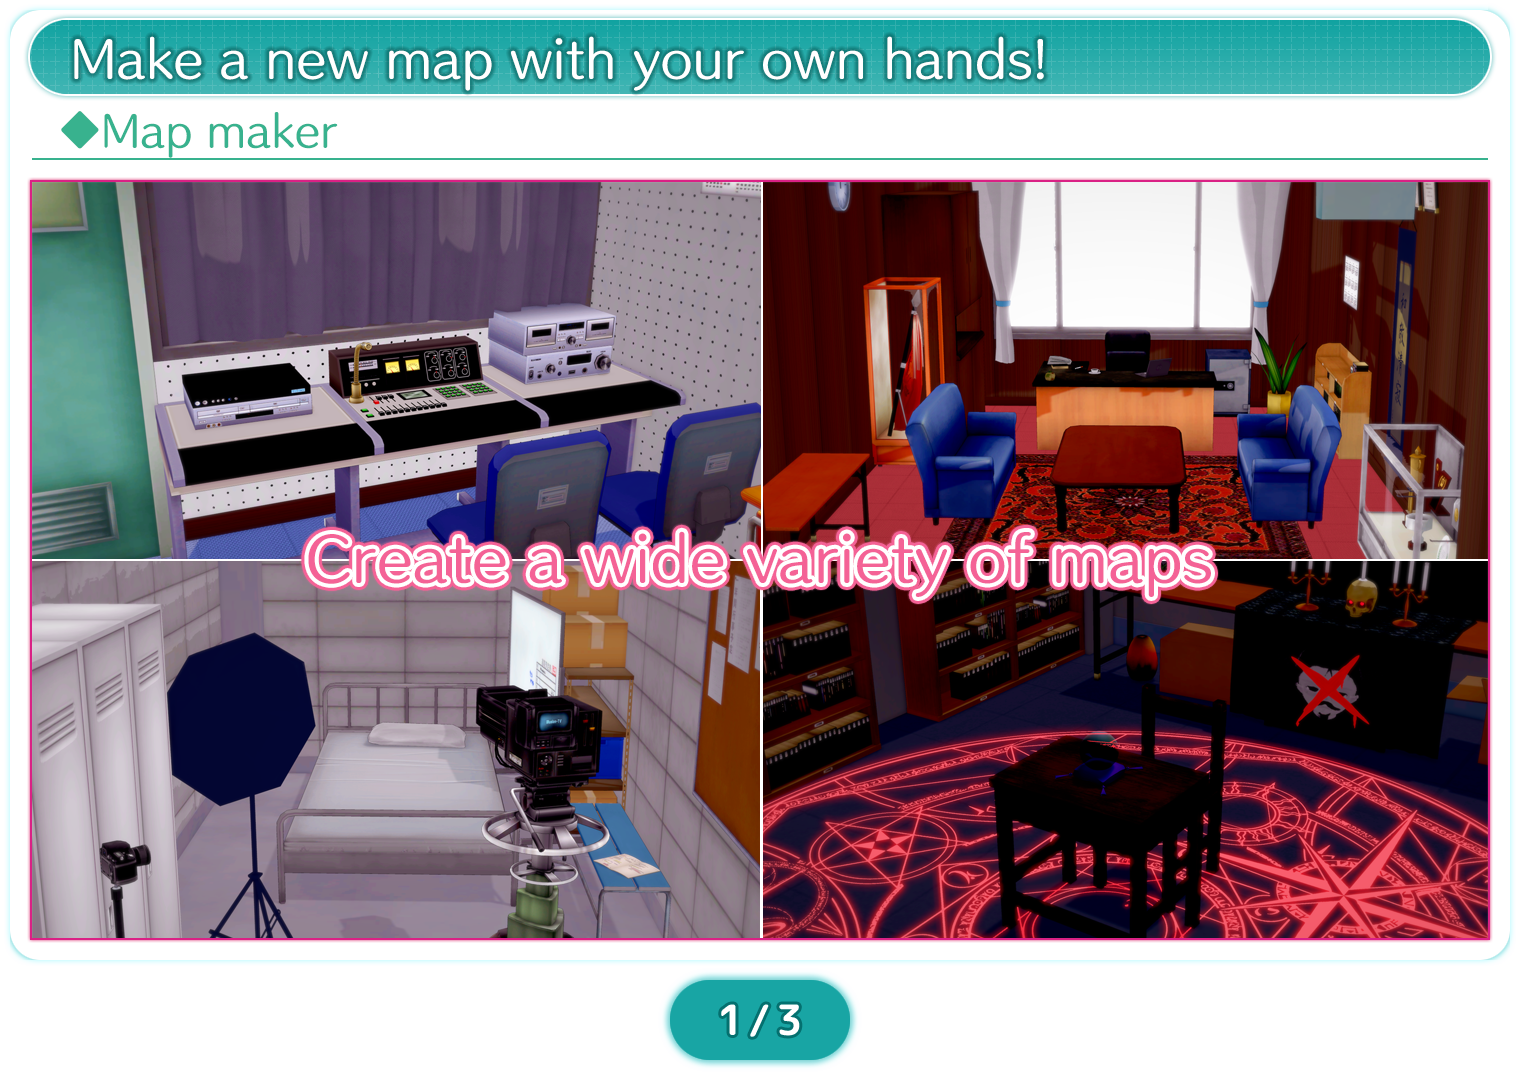 Make a new map with your own hands!
◆Map maker
Create a wide variety of maps
1/3